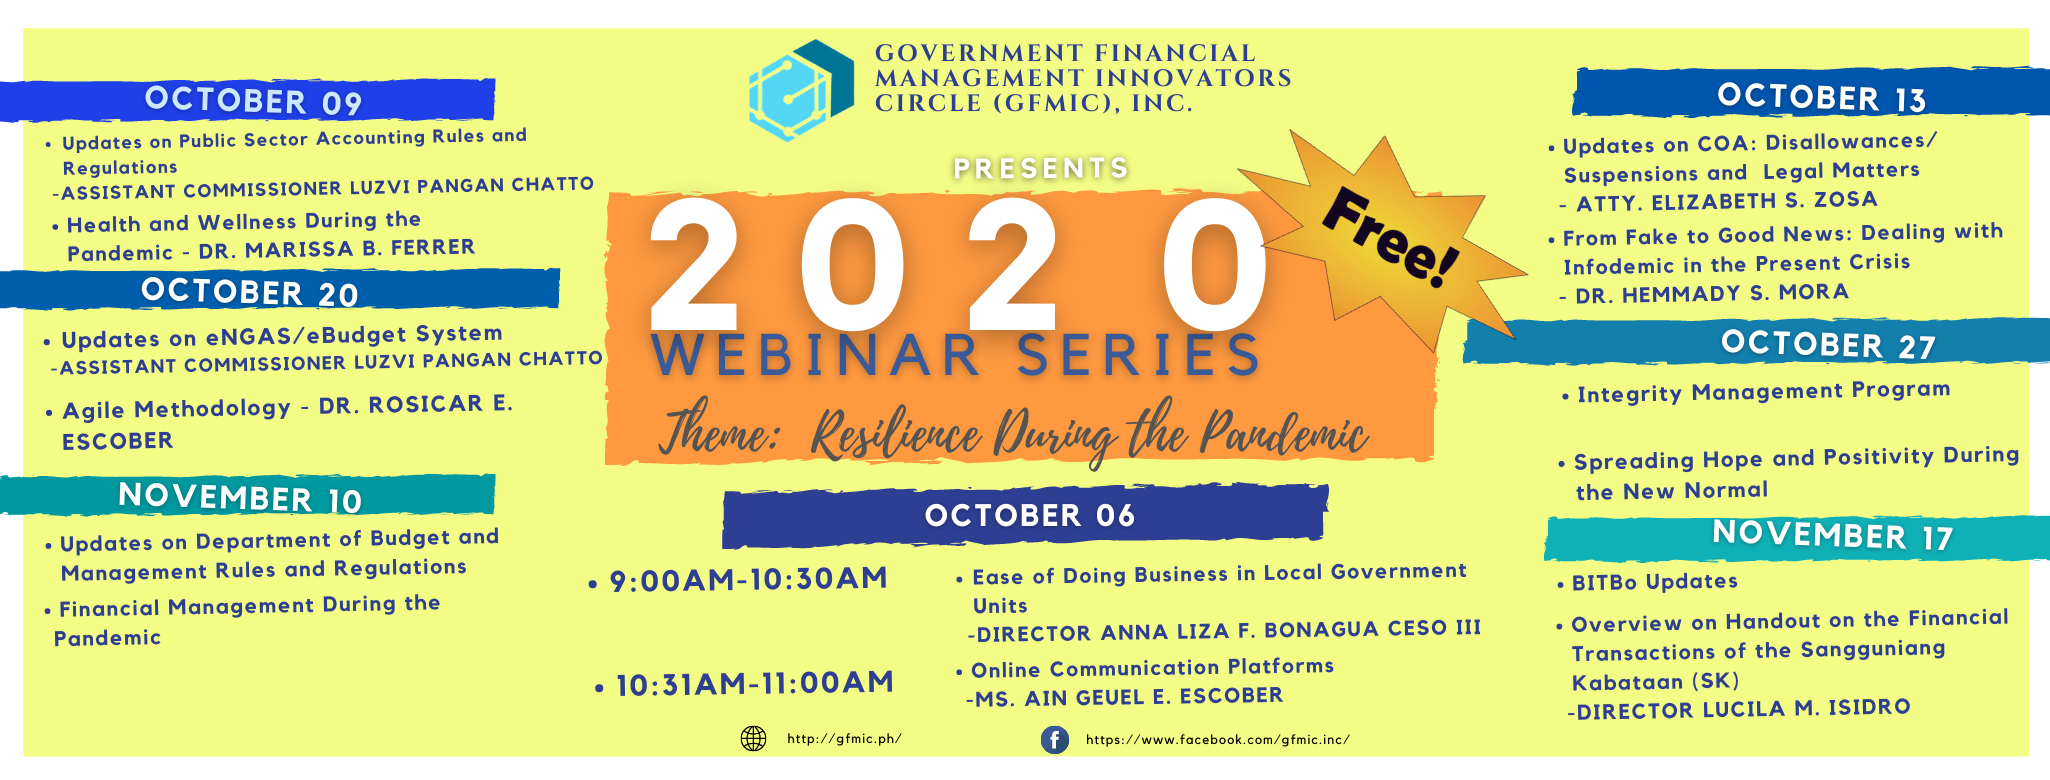 GOVERNMENT FINANCIAL
MANAGEMENT INNOVATORS
CIRCLE (GFMIC), INC.
PRESENTS
2020
WEBINAR SERIES
Theme: Resilience During the Pandemic
Free!
OCTOBER 09
• Updates on Public Sector Accounting Rules and
Regulations
-ASSISTANT COMMISSIONER LUZVI PANGAN CHATTO
• Health and Wellness During the
Pandemic - DR. MARISSA B. FERRER
OCTOBER 20
• Updates on eNGAS/eBudget System
-ASSISTANT COMMISSIONER LUZVI PANGAN CHATTO
• Agile Methodology - DR. ROSICAR E.
ESCOBER
NOVEMBER 10
• Updates on Department of Budget and
Management Rules and Regulations
• Financial Management During the
Pandemic
OCTOBER 06
• 9:00AM-10:30AM
• Ease of Doing Business in Local Government
Units
-DIRECTOR ANNA LIZA F. BONAGUA CESO III
• 10:31AM-11:00AM
• Online Communication Platforms
-MS. AIN GEUEL E. ESCOBER
http://gfmic.ph/
https://www.facebook.com/gfmic.inc/
OCTOBER 13
• Updates on COA: Disallowances/
Suspensions and Legal Matters
- ATTY. ELIZABETH S. ZOSA
• From Fake to Good News: Dealing with
Infodemic in the Present Crisis
- DR. HEMMADY S. MORA
OCTOBER 27
• Integrity Management Program
• Spreading Hope and Positivity During
the New Normal
NOVEMBER 17
• BITBo Updates
• Overview on Handout on the Financial
Transactions of the Sangguniang
Kabataan (SK)
-DIRECTOR LUCILA M. ISIDRO